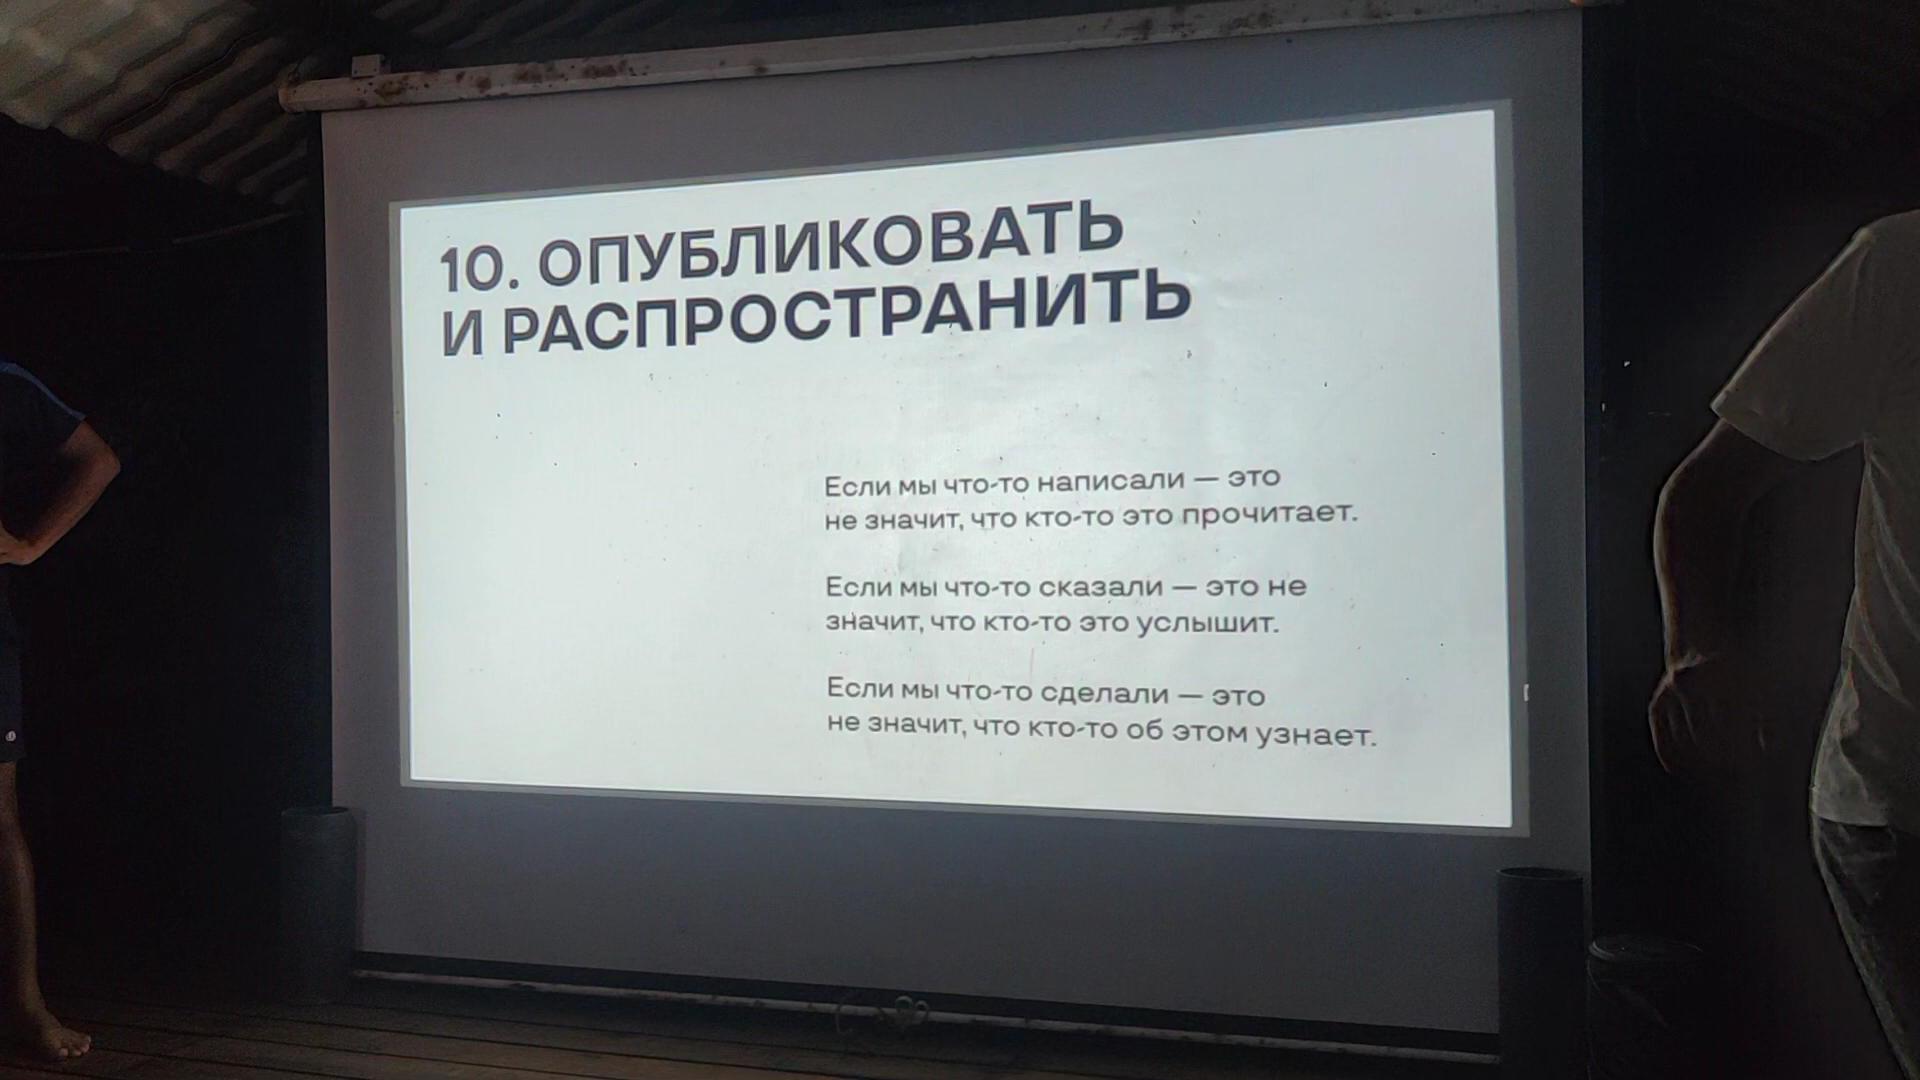 10. ОПУБЛИКОВАТЬ
И РАСПРОСТРАНИТЬ
Если мы что-то написали — это
не значит, что кто-то это прочитает.
Если мы что-то сказали — это не
значит, что кто-то это услышит.
Если мы что-то сделали — это
не значит, что кто-то об этом узнает.